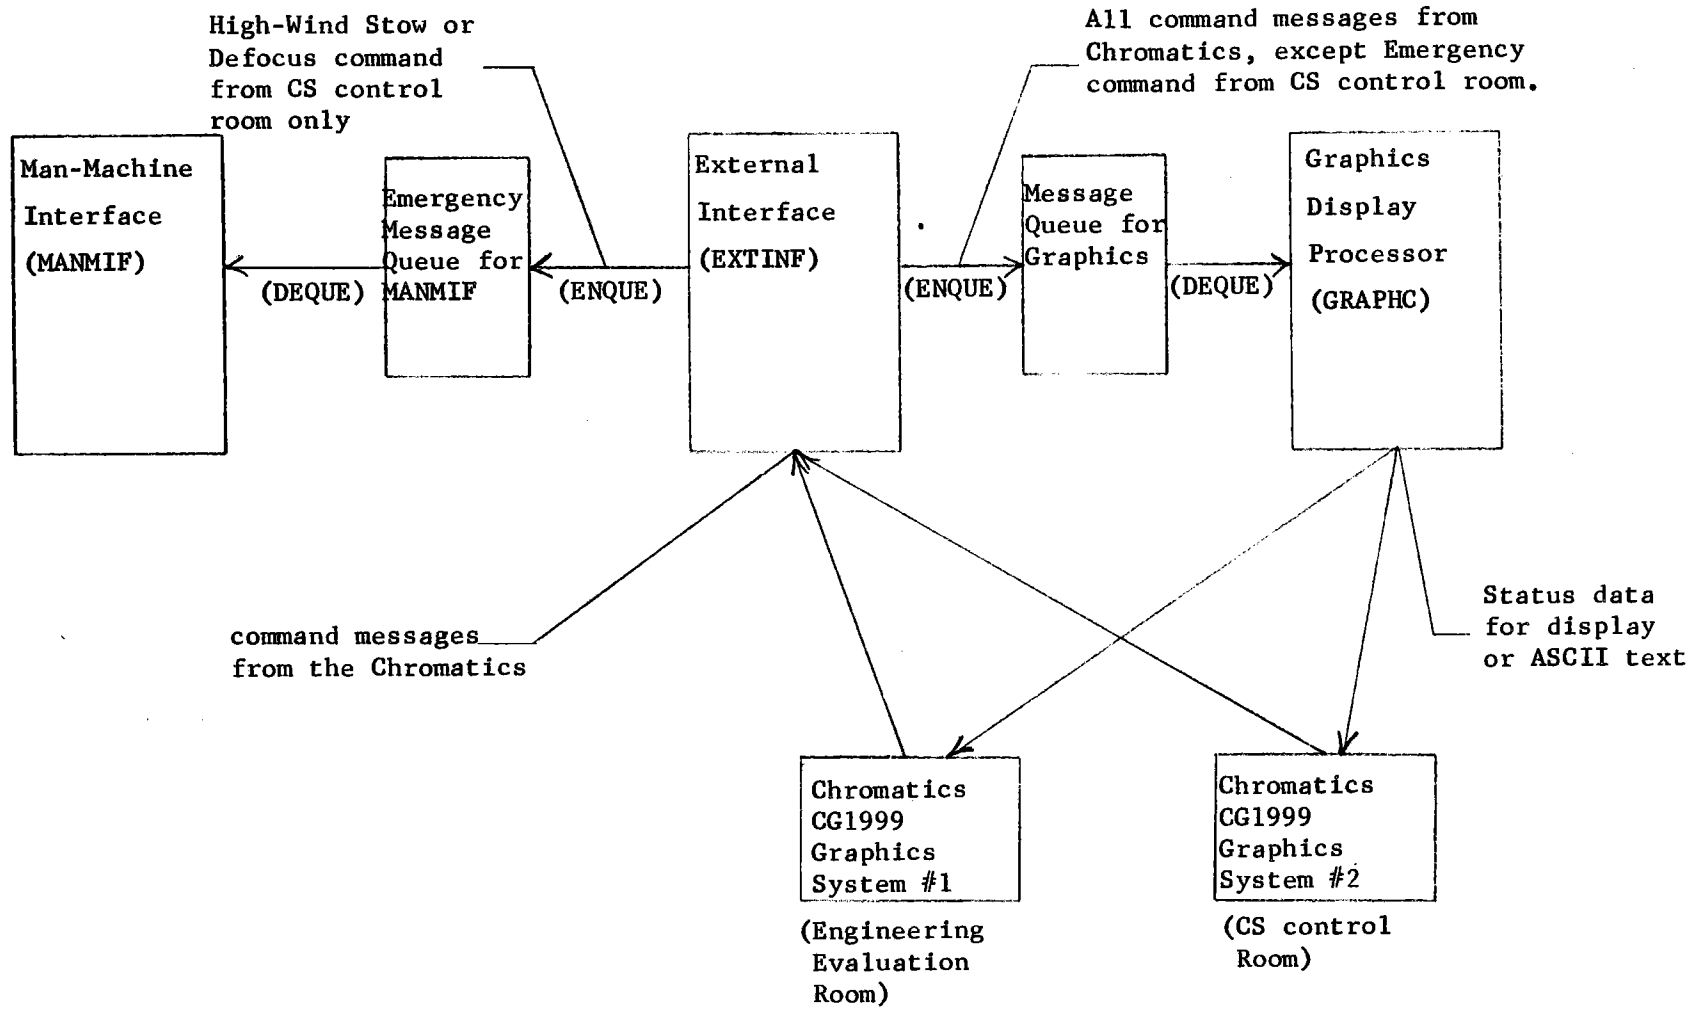 High-Wind Stow or
Defocus command
from CS control
room only
All command messages from
Chromatics, except Emergency
command from CS control room.
Man-Machine
Interface
(MANMIF)
(DEQUE)
Emergency
Message
Queue for
MANMIF
(ENQUE)
External
Interface
(EXTINF)
(ENQUE)
Message
Queue for
Graphics
(DEQUE)
Graphics
Display
Processor
(GRAPHC)
command messages
from the Chromatics
Status data
for display
or ASCII text
Chromatics
CG1999
Graphics
System #1
(Engineering
Evaluation
Room)
Chromatics
CG1999
Graphics
System #2
(CS control
Room)